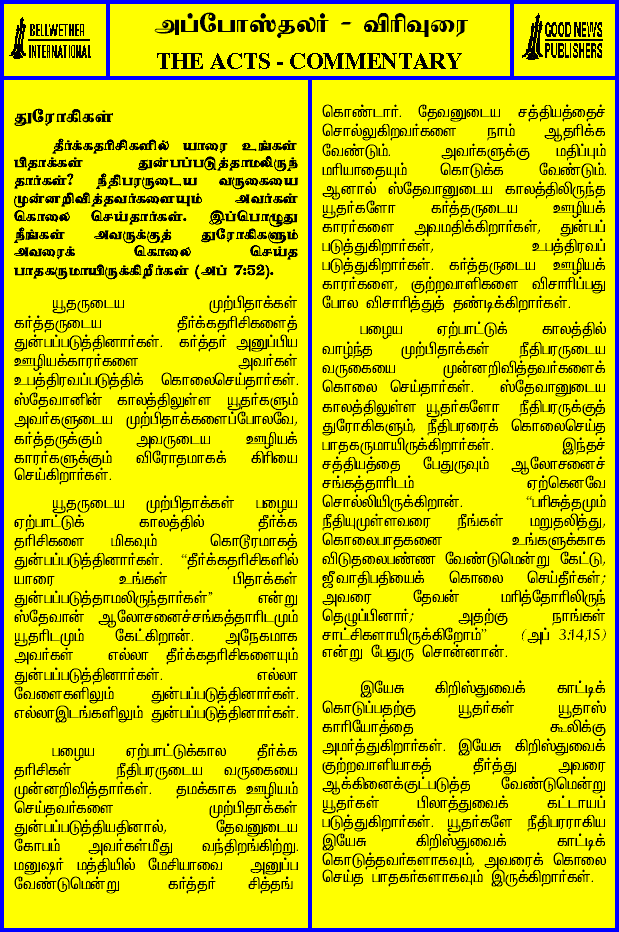 BELLWETHER
INTERNATIONAL
அப்போஸ்தலர் - விரிவுரை
THE ACTS - COMMENTARY
GOOD NEWS
PUBLISHERS
துரோகிகள்
தீர்க்கதரிசிகளில் யாரை உங்கள்
பிதாக்கள் துன்பப்படுத்தாமலிருந்
தார்கள்? நீதிபரருடைய வருகையை
முன்னறிவித்தவர்களையும் அவர்கள்
கொலை செய்தார்கள். இப்பொழுது
நீங்கள் அவருக்குத் துரோகிகளும்
அவரைக் கொலை செய்த
பாதகருமாயிருக்கிறீர்கள் (அப் 7:52).
யூதருடைய முற்பிதாக்கள்
கர்த்தருடைய தீர்க்கதரிசிகளைத்
துன்பப்படுத்தினார்கள். கர்த்தர் அனுப்பிய
ஊழியக்காரர்களை அவர்கள்
உபத்திரவப்படுத்திக் கொலைசெய்தார்கள்.
ஸ்தேவானின் காலத்திலுள்ள யூதர்களும்
அவர்களுடைய முற்பிதாக்களைப்போலவே,
கர்த்தருக்கும் அவருடைய ஊழியக்
காரர்களுக்கும் விரோதமாகக் கிரியை
செய்கிறார்கள்.
யூதருடைய முற்பிதாக்கள் பழைய
ஏற்பாட்டுக் காலத்தில் தீர்க்க
தரிசிகளை மிகவும் கொடூரமாகத்
துன்பப்படுத்தினார்கள். “தீர்க்கதரிசிகளில்
யாரை உங்கள் பிதாக்கள்
துன்பப்படுத்தாமலிருந்தார்கள்” என்று
ஸ்தேவான் ஆலோசனைச்சங்கத்தாரிடமும்
யூதரிடமும் கேட்கிறான். அநேகமாக
அவர்கள் எல்லா தீர்க்கதரிசிகளையும்
துன்பப்படுத்தினார்கள். எல்லா
வேளைகளிலும் துன்பப்படுத்தினார்கள்.
எல்லாஇடங்களிலும் துன்பப்படுத்தினார்கள்.
பழைய ஏற்பாட்டுக்கால தீர்க்க
தரிசிகள் நீதிபரருடைய வருகையை
முன்னறிவித்தார்கள். தமக்காக ஊழியம்
செய்தவர்களை முற்பிதாக்கள்
துன்பப்படுத்தியதினால், தேவனுடைய
கோபம் அவர்கள்மீது வந்திறங்கிற்று.
மனுஷர் மத்தியில் மேசியாவை அனுப்ப
வேண்டுமென்று கர்த்தர் சித்தங்
கொண்டார். தேவனுடைய சத்தியத்தைச்
சொல்லுகிறவர்களை நாம் ஆதரிக்க
வேண்டும். அவர்களுக்கு மதிப்பும்
மரியாதையும் கொடுக்க வேண்டும்.
ஆனால் ஸ்தேவானுடைய காலத்திலிருந்த
யூதர்களோ கர்த்தருடைய ஊழியக்
காரர்களை அவமதிக்கிறார்கள், துன்பப்
படுத்துகிறார்கள், உபத்திரவப்
படுத்துகிறார்கள். கர்த்தருடைய ஊழியக்
காரர்களை, குற்றவாளிகளை விசாரிப்பது
போல விசாரித்துத் தண்டிக்கிறார்கள்.
பழைய ஏற்பாட்டுக் காலத்தில்
வாழ்ந்த முற்பிதாக்கள் நீதிபரருடைய
வருகையை முன்னறிவித்தவர்களைக்
கொலை செய்தார்கள். ஸ்தேவானுடைய
காலத்திலுள்ள யூதர்களோ நீதிபரருக்குத்
துரோகிகளும், நீதிபரரைக் கொலைசெய்த
பாதகருமாயிருக்கிறார்கள். இந்தச்
சத்தியத்தை பேதுருவும் ஆலோசனைச்
சங்கத்தாரிடம் ஏற்கெனவே
சொல்லியிருக்கிறான். “பரிசுத்தமும்
நீதியுமுள்ளவரை நீங்கள் மறுதலித்து,
கொலைபாதகனை உங்களுக்காக
விடுதலைபண்ண வேண்டுமென்று கேட்டு,
ஜீவாதிபதியைக் கொலை செய்தீர்கள்;
அவரை தேவன் மரித்தோரிலிருந்
தெழுப்பினார்; அதற்கு நாங்கள்
சாட்சிகளாயிருக்கிறோம்” (அப் 3:14,15)
என்று பேதுரு சொன்னான்.
இயேசு கிறிஸ்துவைக் காட்டிக்
கொடுப்பதற்கு யூதர்கள் யூதாஸ்
காரியோத்தை கூலிக்கு
அமர்த்துகிறார்கள். இயேசு கிறிஸ்துவைக்
குற்றவாளியாகத் தீர்த்து அவரை
ஆக்கினைக்குட்படுத்த வேண்டுமென்று
யூதர்கள் பிலாத்துவைக் கட்டாயப்
படுத்துகிறார்கள். யூதர்களே நீதிபரராகிய
இயேசு கிறிஸ்துவைக் காட்டிக்
கொடுத்தவர்களாகவும், அவரைக் கொலை
செய்த பாதகர்களாகவும் இருக்கிறார்கள்.